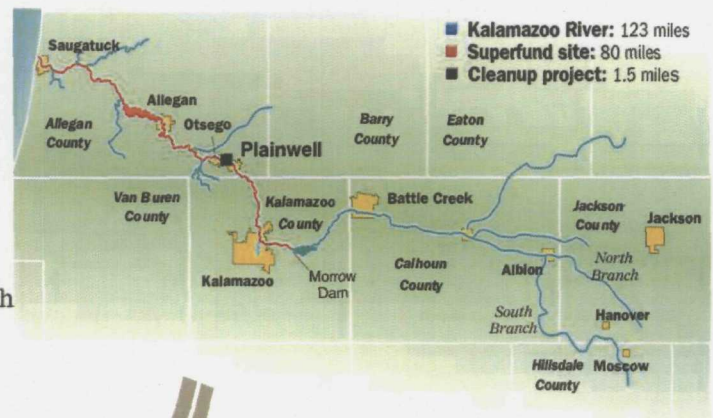 Kalamazoo River: 123 miles
Superfund site: 80 miles
Cleanup project: 1.5 miles
Saugatuck
Allegan
Otsego
Allegan
County
Plainwell
Barry
County
Eaton
County
Van Buren
County
Kalamazoo
County
Battle Creek
Jackson
County
Jackson
Kalamazoo
Morrow
Dam
Calhoun
County
Albion
North
Branch
South
Branch
Hanover
Hillsdale
County
Moscow
h